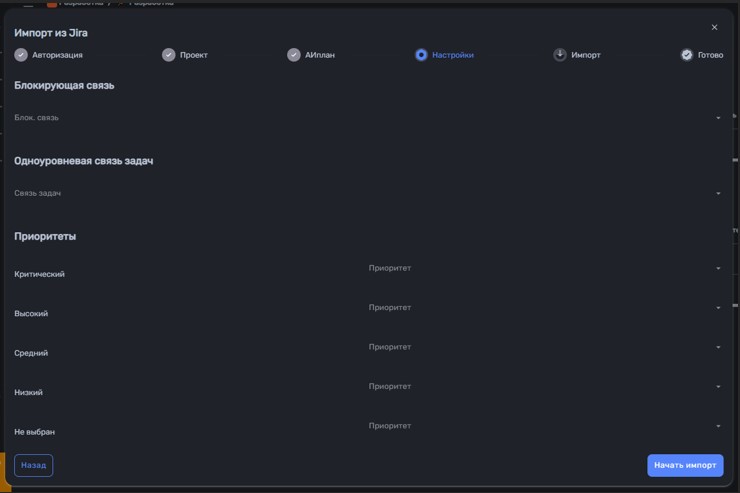 Импорт из Jira
Авторизация
Проект
АИплан
Настройки
Импорт
Готово
Блокирующая связь
Блок. связь
Одноуровневая связь задач
Связь задач
Приоритеты
Критический
Приоритет
Высокий
Приоритет
Средний
Приоритет
Низкий
Приоритет
Не выбран
Приоритет
Назад
Начать импорт